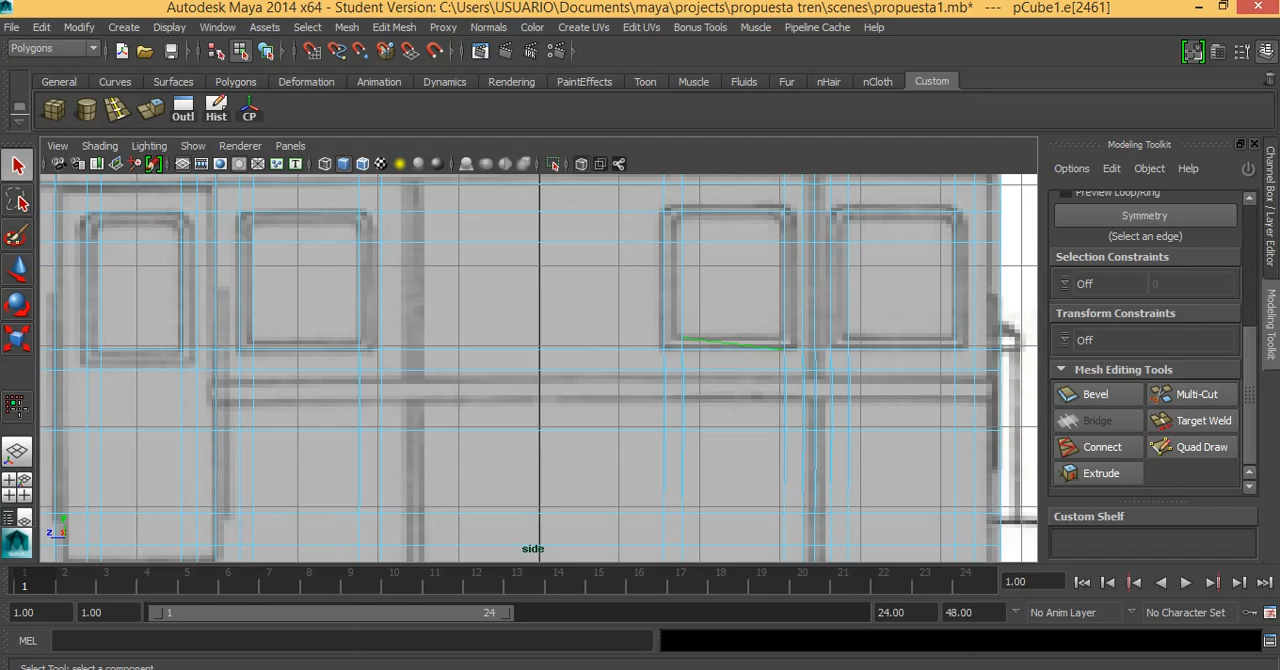 Autodesk Maya 2014 x64 - Student Version: C:\Users\USUARIO\Documents\maya\projects\propuesta tren\scenes\propuesta1.mb* --- pCube1.e[2461]
File Edit Modify Create Display Window Assets Select Mesh Edit Mesh Proxy Normals Color Create UVs Edit UVs Bonus Tools Muscle Pipeline Cache Help
Polygons
General Curves Surfaces Polygons Deformation Animation Dynamics Rendering PaintEffects Toon Muscle Fluids Fur nHair nCloth Custom
Outl Hist CP
View Shading Lighting Show Renderer Panels
Modeling Toolkit
Options Edit Object Help
Preview Loop/Ring
Symmetry
(Select an edge)
Selection Constraints
Off 0
Transform Constraints
Off
Mesh Editing Tools
Bevel Multi-Cut
Bridge Target Weld
Connect Quad Draw
Extrude
Custom Shelf
Channel Box / Layer Editor
Modeling Toolkit
z
side
1 2 3 4 5 6 7 8 9 10 11 12 13 14 15 16 17 18 19 20 21 22 23 24
1 1.00
1.00 1.00 1 24 24.00 48.00 No Anim Layer No Character Set
MEL
Select Tool: select a component